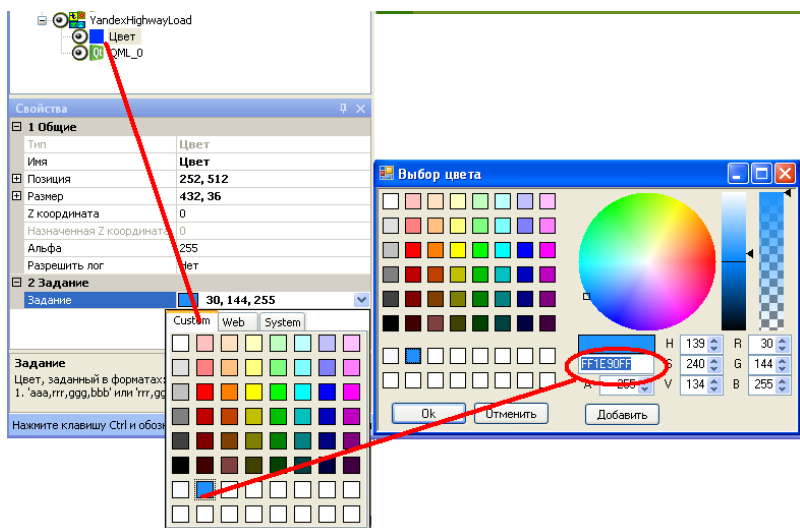 YandexHighwayLoad
Цвет
QML_0
Свойства
1 Общие
Тип Цвет
Имя Цвет
Позиция 252, 512
Размер 432, 36
Z координата 0
Назначенная Z координата 0
Альфа 255
Разрешить лог Нет
2 Задание
Задание 30, 144, 255
Custom Web System
Задание
Цвет, заданный в форматах:
1. 'aaa,rrr,ggg,bbb' или 'rrr,gg
Нажмите клавишу Ctrl и обозн
Выбор цвета
H 139 R 30
FF1E90FF S 240 G 144
A 255 V 134 B 255
Ok Отменить Добавить